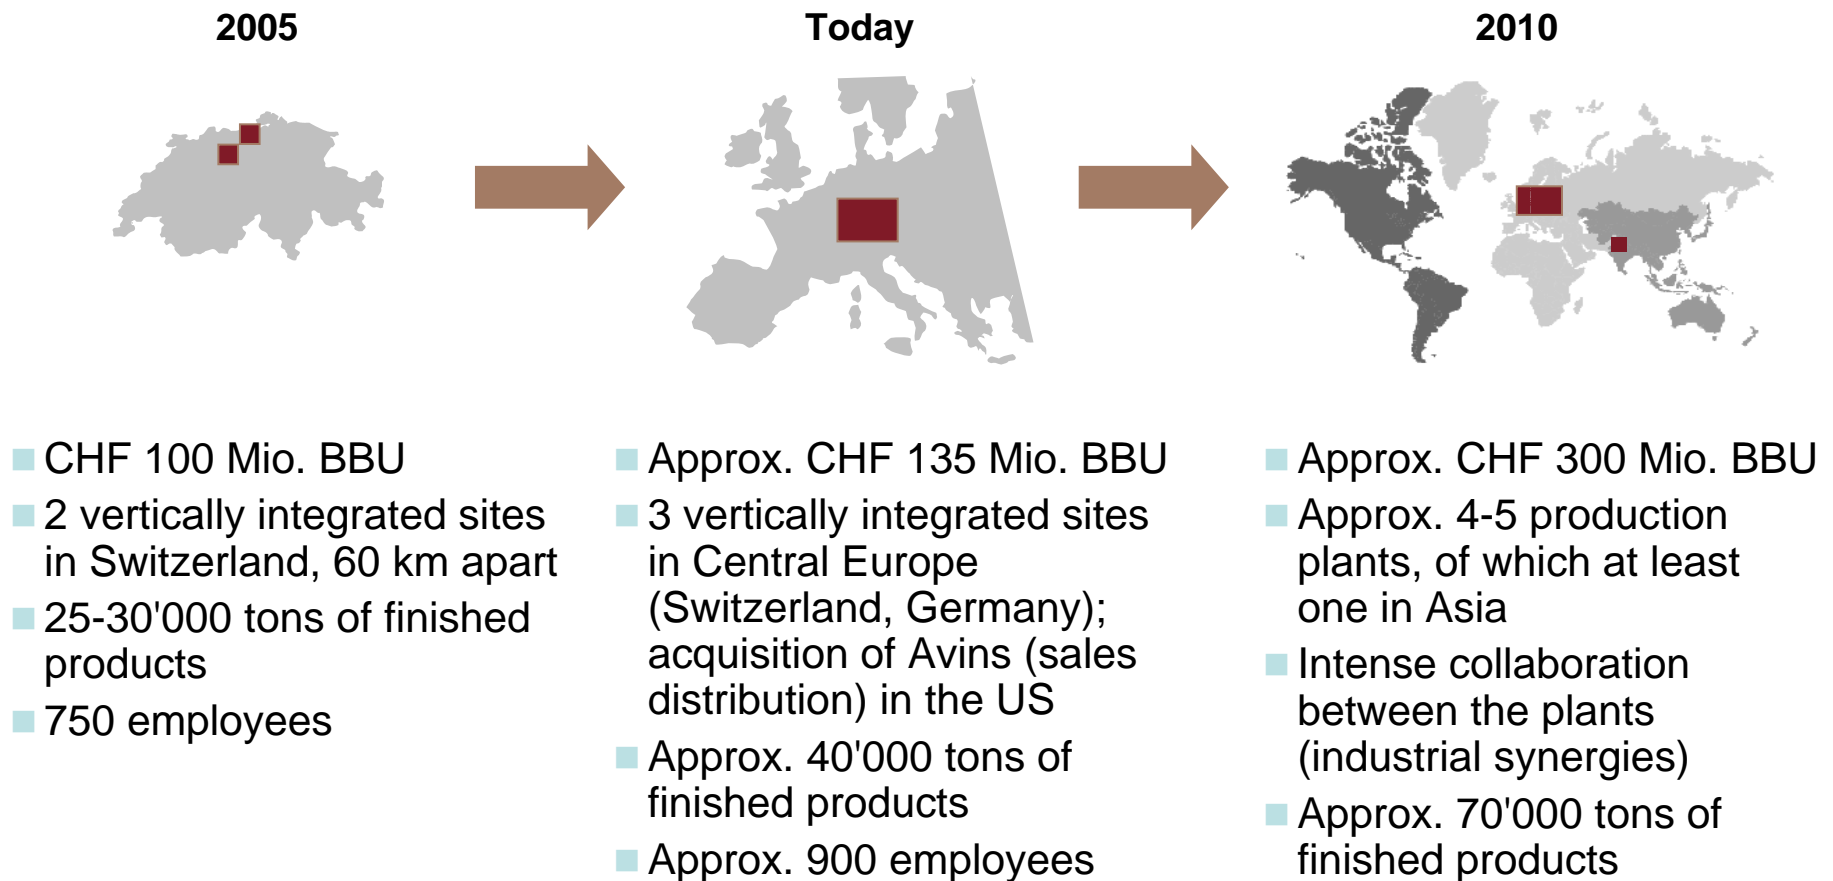 2005
CHF 100 Mio. BBU
2 vertically integrated sites
in Switzerland, 60 km apart
25-30'000 tons of finished
products
750 employees
Today
Approx. CHF 135 Mio. BBU
3 vertically integrated sites
in Central Europe
(Switzerland, Germany);
acquisition of Avins (sales
distribution) in the US
Approx. 40'000 tons of
finished products
Approx. 900 employees
2010
Approx. CHF 300 Mio. BBU
Approx. 4-5 production
plants, of which at least
one in Asia
Intense collaboration
between the plants
(industrial synergies)
Approx. 70'000 tons of
finished products